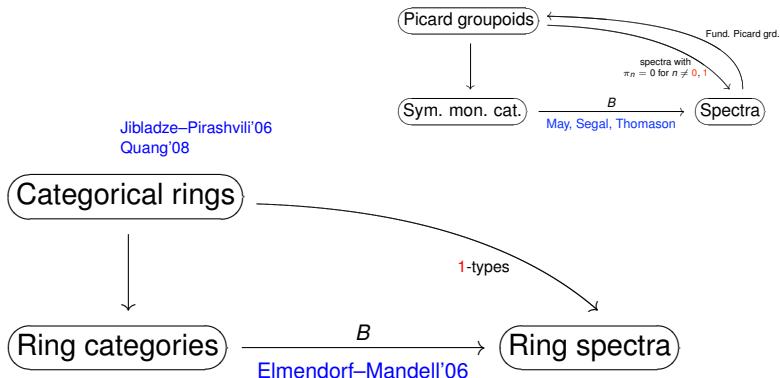 Picard groupoids
Fund. Picard grd.
spectra with
πn = 0 for n ≠ 0, 1
Sym. mon. cat.
B
Spectra
May, Segal, Thomason
Jibladze–Pirashvili'06
Quang'08
Categorical rings
1-types
Ring categories
B
Ring spectra
Elmendorf–Mandell'06